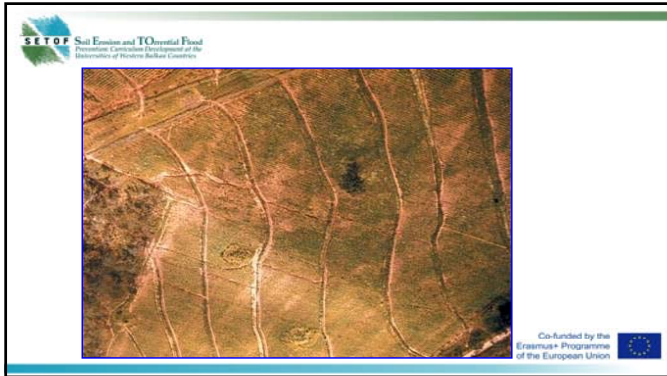 SETOF
Soil Erosion and TOrrential Flood
Prevention: Curriculum Development at the
Universities of Western Balkan Countries
Co-funded by the
Erasmus+ Programme
of the European Union